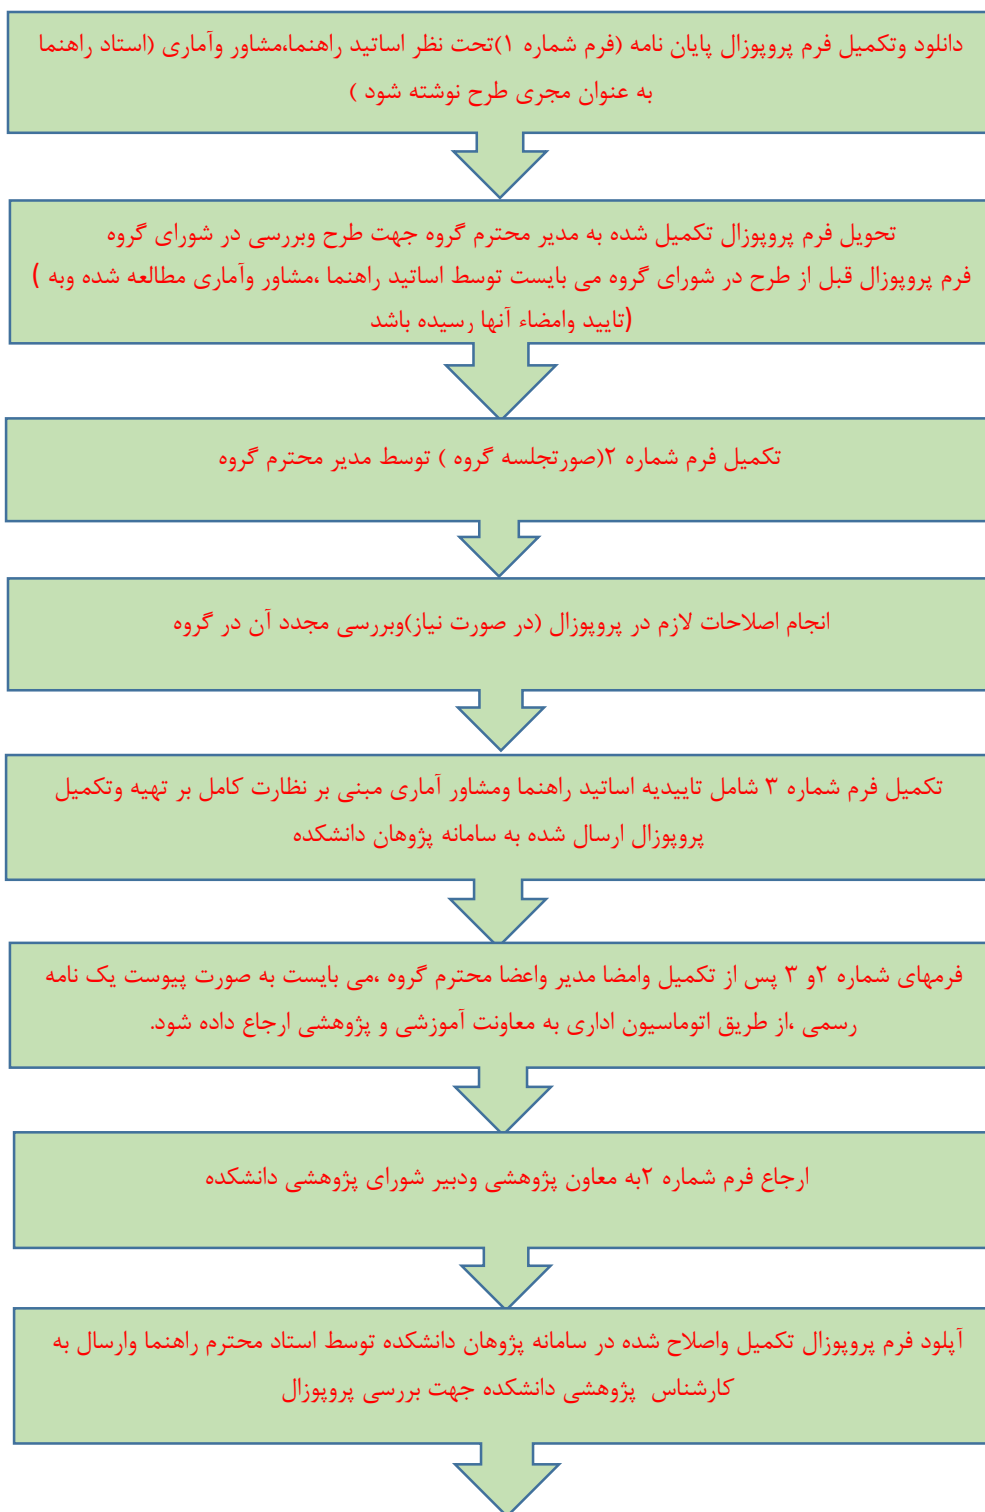 دانلود وتکمیل فرم پروپوزال پایان نامه (فرم شماره ۱)تحت نظر اساتید راهنما،مشاور وآماری (استاد راهنما
به عنوان مجری طرح نوشته شود )
تحویل فرم پروپوزال تکمیل شده به مدیر محترم گروه جهت طرح وبررسی در شورای گروه
فرم پروپوزال قبل از طرح در شورای گروه می بایست توسط اساتید راهنما ،مشاور وآماری مطالعه شده وبه )
(تایید وامضاء آنها رسیده باشد
تکمیل فرم شماره ۲(صورتجلسه گروه ) توسط مدیر محترم گروه
انجام اصلاحات لازم در پروپوزال (در صورت نیاز)وبررسی مجدد آن در گروه
تکمیل فرم شماره ۳ شامل تاییدیه اساتید راهنما ومشاور آماری مبنی بر نظارت کامل بر تهیه وتکمیل
پروپوزال ارسال شده به سامانه پژوهان دانشکده
فرمهای شماره ۲و ۳ پس از تکمیل وامضا مدیر واعضا محترم گروه ،می بایست به صورت پیوست یک نامه
رسمی ،از طریق اتوماسیون اداری به معاونت آموزشی و پژوهشی ارجاع داده شود.
ارجاع فرم شماره ۲به معاون پژوهشی ودبیر شورای پژوهشی دانشکده
آپلود فرم پروپوزال تکمیل واصلاح شده در سامانه پژوهان دانشکده توسط استاد محترم راهنما وارسال به
کارشناس پژوهشی دانشکده جهت بررسی پروپوزال